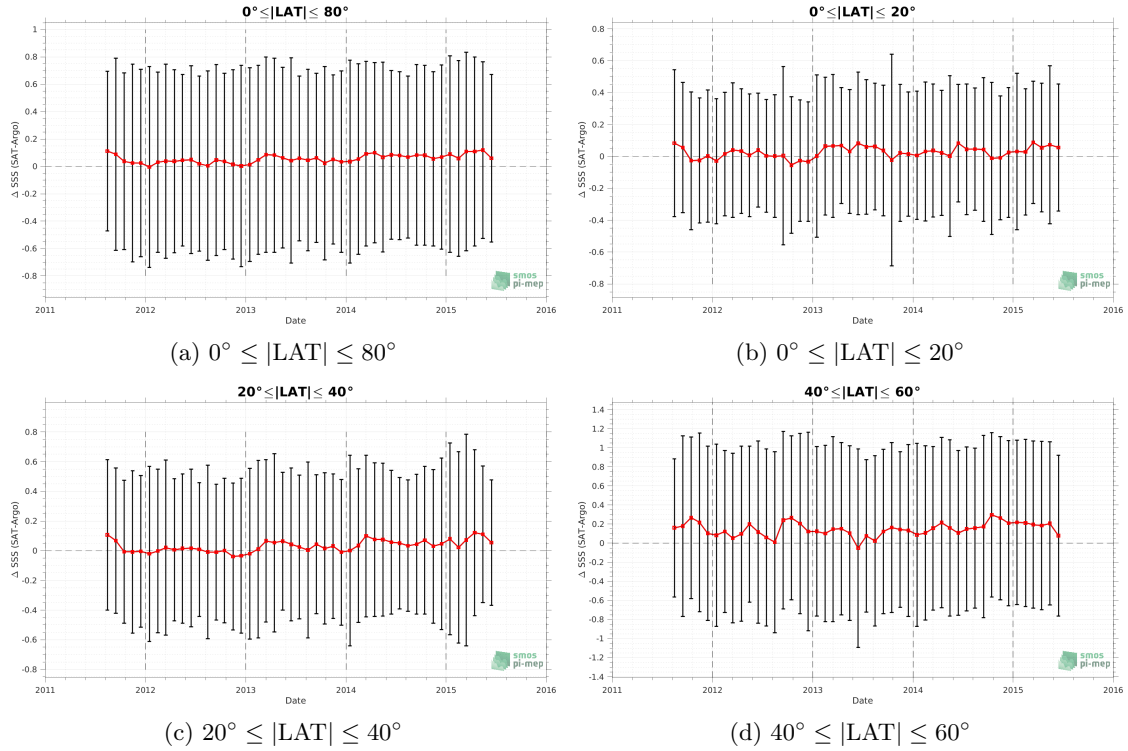 0°≤|LAT|≤ 80°
1
0.8
0.6
0.4
0.2
0
-0.2
-0.4
-0.6
-0.8
Δ SSS (SAT-Argo)
2011 2012 2013 2014 2015 2016
Date
smos
pi-mep
(a) 0° ≤ |LAT| ≤ 80°
0°≤|LAT|≤ 20°
0.8
0.6
0.4
0.2
0
-0.2
-0.4
-0.6
-0.8
Δ SSS (SAT-Argo)
2011 2012 2013 2014 2015 2016
Date
smos
pi-mep
(b) 0° ≤ |LAT| ≤ 20°
20°≤|LAT|≤ 40°
0.8
0.6
0.4
0.2
0
-0.2
-0.4
-0.6
-0.8
Δ SSS (SAT-Argo)
2011 2012 2013 2014 2015 2016
Date
smos
pi-mep
(c) 20° ≤ |LAT| ≤ 40°
40°≤|LAT|≤ 60°
1.4
1.2
1
0.8
0.6
0.4
0.2
0
-0.2
-0.4
-0.6
-0.8
-1
-1.2
-1.4
Δ SSS (SAT-Argo)
2011 2012 2013 2014 2015 2016
Date
smos
pi-mep
(d) 40° ≤ |LAT| ≤ 60°